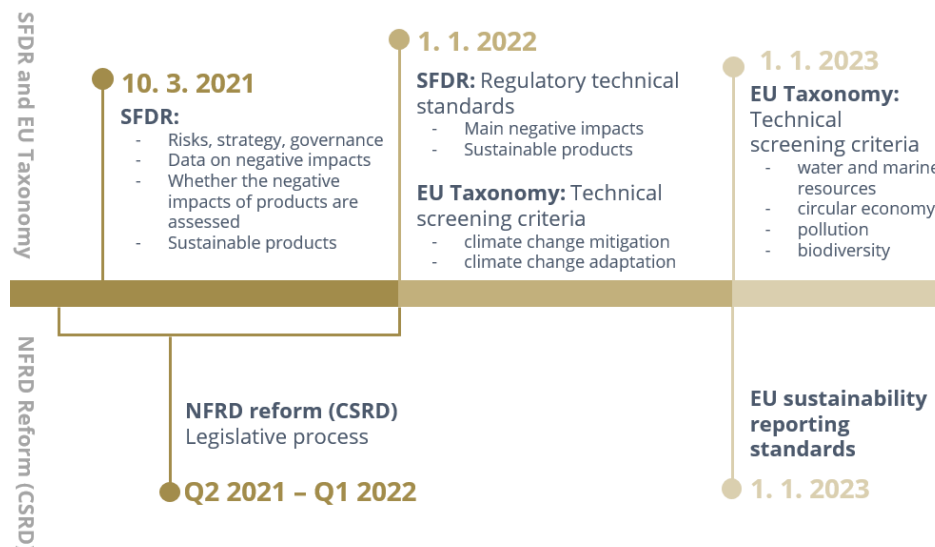 SFDR and EU Taxonomy
10. 3. 2021
SFDR:
- Risks, strategy, governance
- Data on negative impacts
- Whether the negative
impacts of products are
assessed
- Sustainable products
1. 1. 2022
SFDR: Regulatory technical
standards
- Main negative impacts
- Sustainable products
EU Taxonomy: Technical
screening criteria
- climate change mitigation
- climate change adaptation
1. 1. 2023
EU Taxonomy:
Technical
screening criteria
- water and marine
resources
- circular economy
- pollution
- biodiversity
NFRD Reform (CSRD)
NFRD reform (CSRD)
Legislative process
Q2 2021 – Q1 2022
EU sustainability
reporting
standards
1. 1. 2023